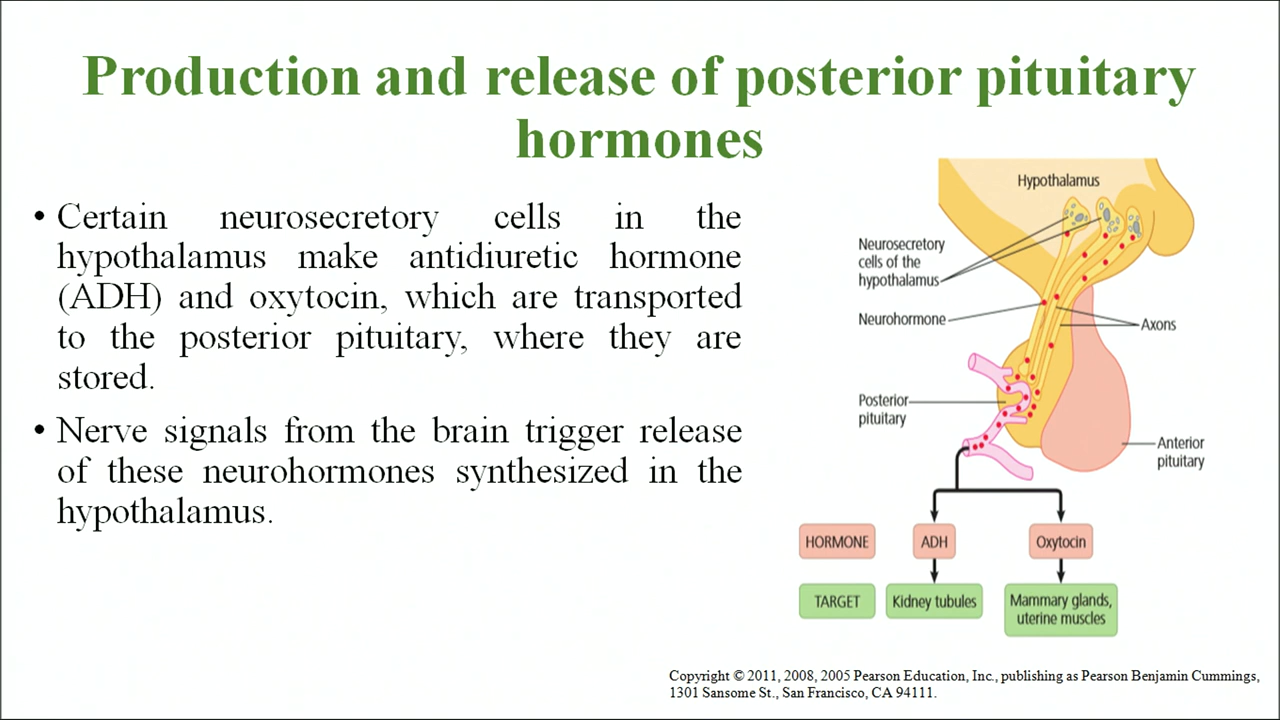 Production and release of posterior pituitary
hormones
• Certain neurosecretory cells in the
hypothalamus make antidiuretic hormone
(ADH) and oxytocin, which are transported
to the posterior pituitary, where they are
stored.
• Nerve signals from the brain trigger release
of these neurohormones synthesized in the
hypothalamus.
Hypothalamus
Neurosecretory
cells of the
hypothalamus
Neurohormone
Axons
Posterior
pituitary
Anterior
pituitary
HORMONE
ADH
Oxytocin
TARGET
Kidney tubules
Mammary glands,
uterine muscles
Copyright © 2011, 2008, 2005 Pearson Education, Inc., publishing as Pearson Benjamin Cummings,
1301 Sansome St., San Francisco, CA 94111.